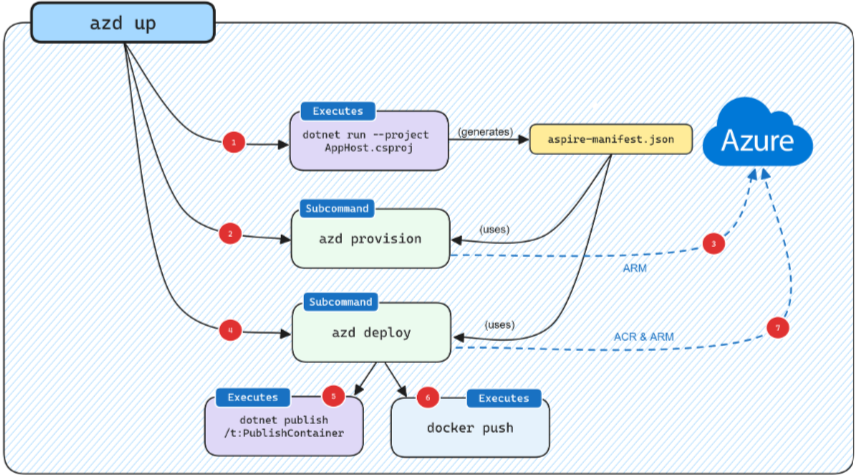 azd up
Executes
dotnet run --project
AppHost.csproj
(generates)
aspire-manifest.json
Azure
1
Subcommand
azd provision
(uses)
2
3
ARM
Subcommand
azd deploy
(uses)
4
7
ACR & ARM
Executes
5
dotnet publish
/t:PublishContainer
6
Executes
docker push